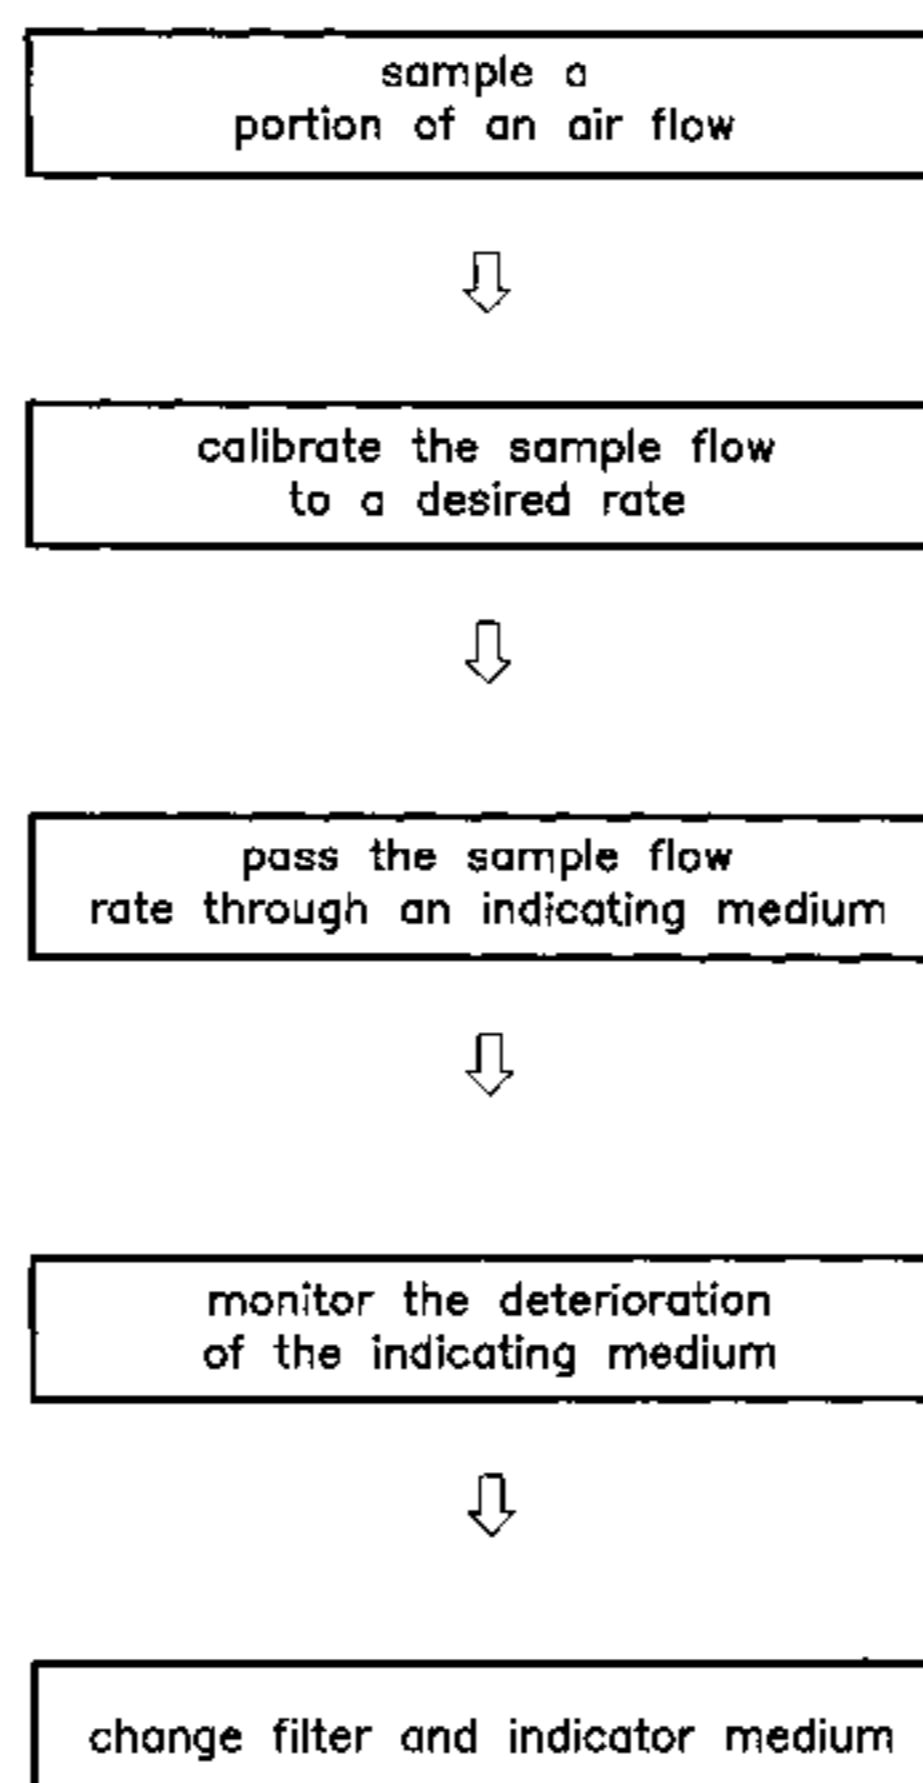 sample a
portion of an air flow
calibrate the sample flow
to a desired rate
pass the sample flow
rate through an indicating medium
monitor the deterioration
of the indicating medium
change filter and indicator medium